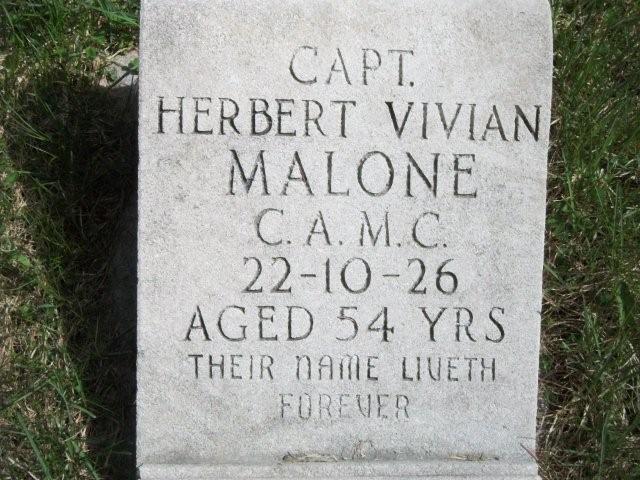 CAPT.
HERBERT VIVIAN
MALONE
C. A. M. C.
22-10-26
AGED 54 YRS
THEIR NAME LIVETH
FOREVER